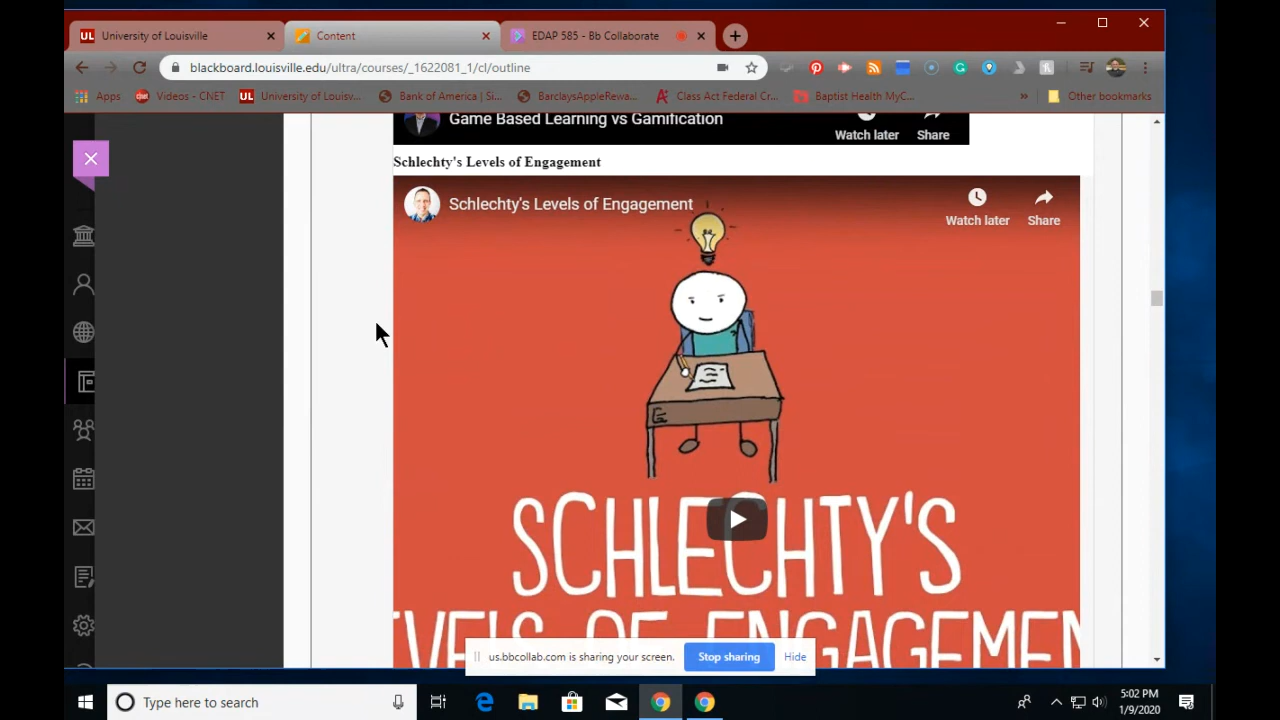 University of Louisville
Content
EDAP 585 - Bb Collaborate
blackboard.louisville.edu/ultra/courses/_1622081_1/cl/outline
Apps
Videos - CNET
University of Louisv...
Bank of America | Si...
BarclaysAppleRewa...
Class Act Federal Cr...
Baptist Health MyC...
»
Other bookmarks
Game Based Learning vs Gamification
Watch later
Share
Schlechty's Levels of Engagement
Schlechty's Levels of Engagement
Watch later
Share
SCHLECHTY'S
LEVELS OF ENGAGEMENT
us.bbcollab.com is sharing your screen.
Stop sharing
Hide
Type here to search
5:02 PM
1/9/2020